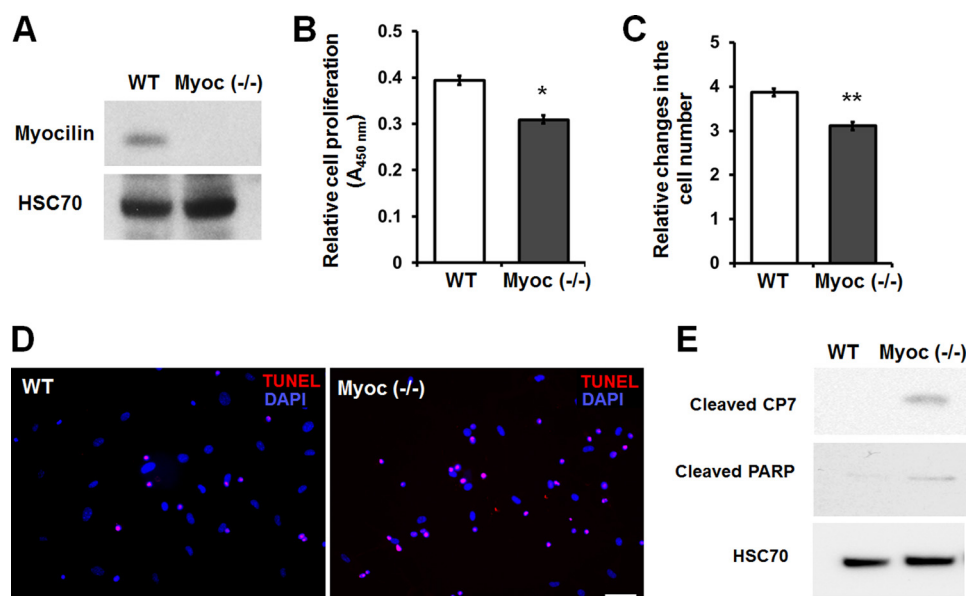 A
WT Myoc (-/-)
Myocilin
HSC70
B
Relative cell proliferation
(A450 nm)
0.4
0.3
0.2
0.1
0
*
WT Myoc (-/-)
C
Relative changes in the
cell number
5
4
3
2
1
0
**
WT Myoc (-/-)
D
WT
TUNEL
DAPI
Myoc (-/-)
TUNEL
DAPI
E
WT Myoc (-/-)
Cleaved CP7
Cleaved PARP
HSC70